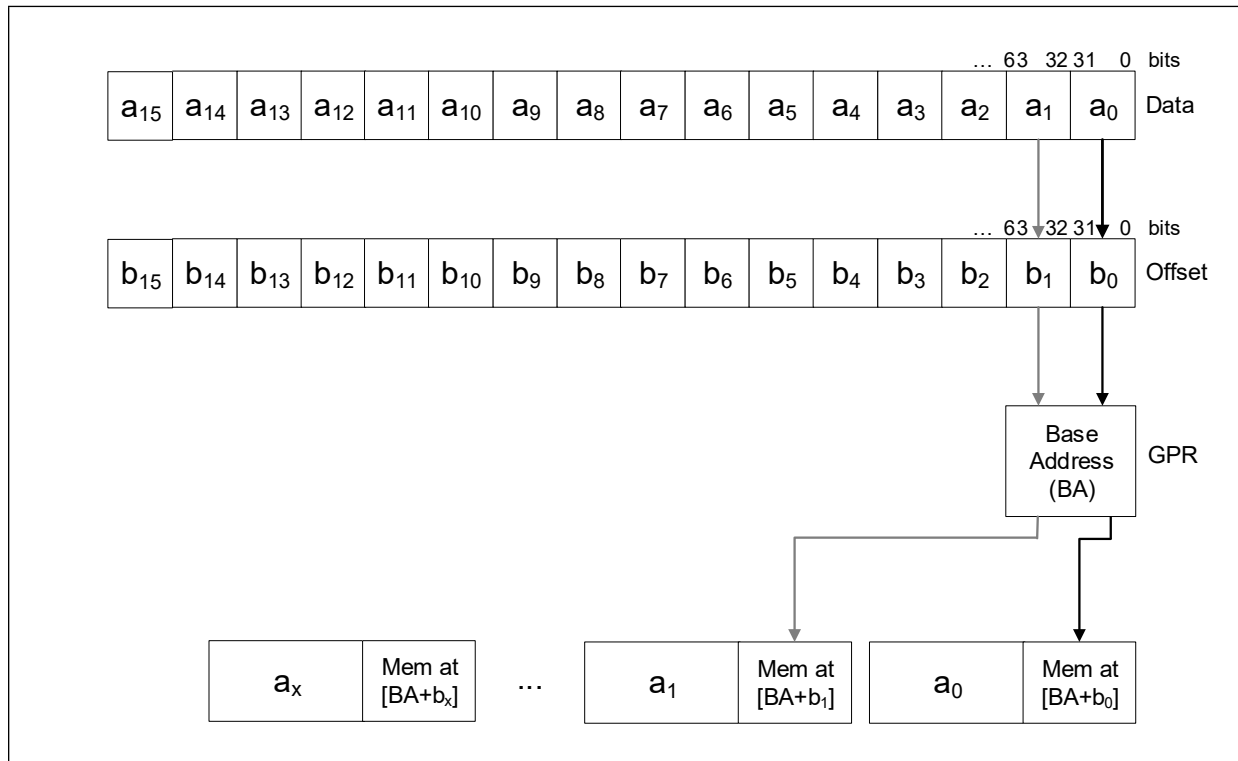 ... 63 32 31 0 bits
a15 a14 a13 a12 a11 a10 a9 a8 a7 a6 a5 a4 a3 a2 a1 a0 Data
... 63 32 31 0 bits
b15 b14 b13 b12 b11 b10 b9 b8 b7 b6 b5 b4 b3 b2 b1 b0 Offset
Base
Address
(BA)
GPR
ax
Mem at
[BA+bx]
...
a1
Mem at
[BA+b1]
a0
Mem at
[BA+b0]